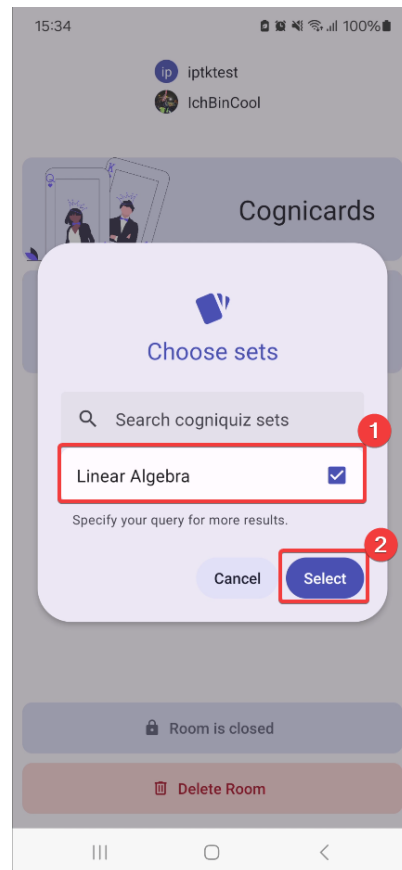 15:34 100%
ip iptktest
IchBinCool
Q K
Cognicards
Choose sets
Search cogniquiz sets
1
Linear Algebra
Specify your query for more results.
2
Cancel Select
Room is closed
Delete Room